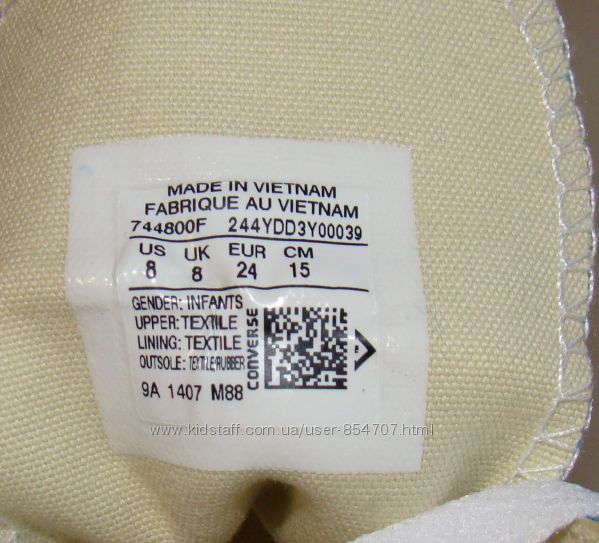 MADE IN VIETNAM
FABRIQUE AU VIETNAM
744800F 244YDD3Y00039
US UK EUR CM
8 8 24 15
GENDER: INFANTS
UPPER: TEXTILE
LINING: TEXTILE
OUTSOLE: TEXTILE/RUBBER
9A 1407 M88
CONVERSE
www.kidstaff.com.ua/user-854707.html